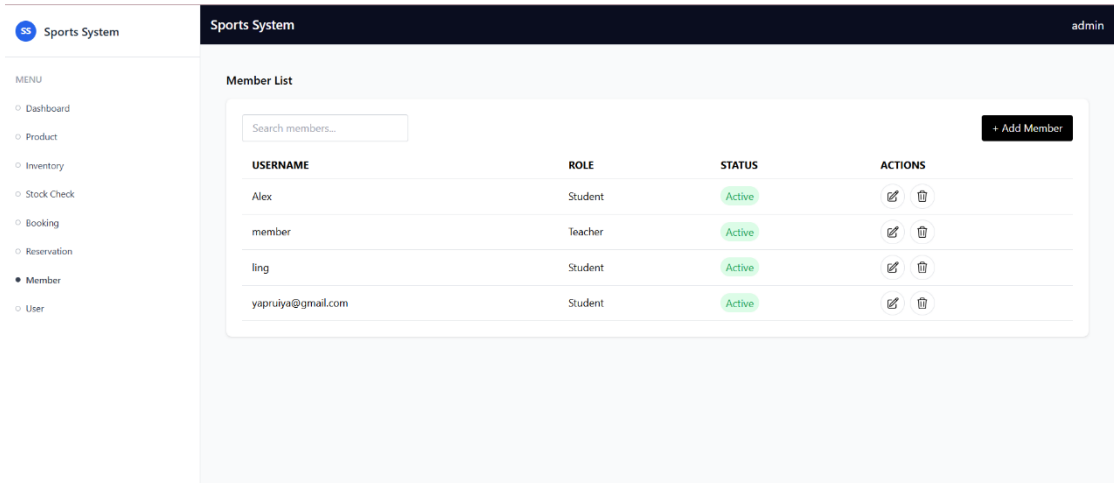 SS Sports System
Sports System
admin
MENU
Dashboard
Product
Inventory
Stock Check
Booking
Reservation
Member
User
Member List
Search members...
+ Add Member
USERNAME ROLE STATUS ACTIONS
Alex Student Active
member Teacher Active
ling Student Active
yapruiya@gmail.com Student Active